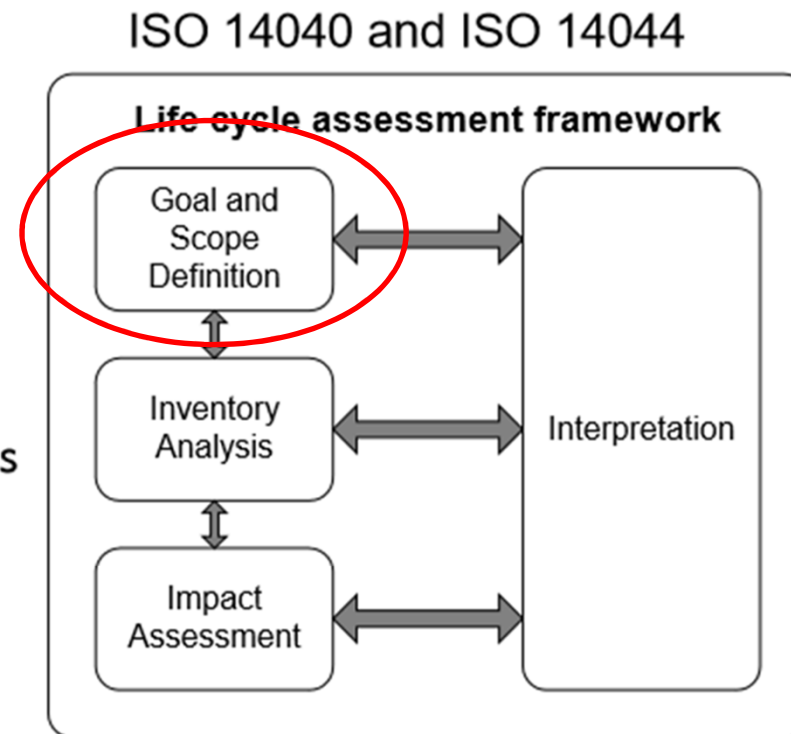 ISO 14040 and ISO 14044
Life cycle assessment framework
Goal and
Scope
Definition
Inventory
Analysis
s
Interpretation
Impact
Assessment